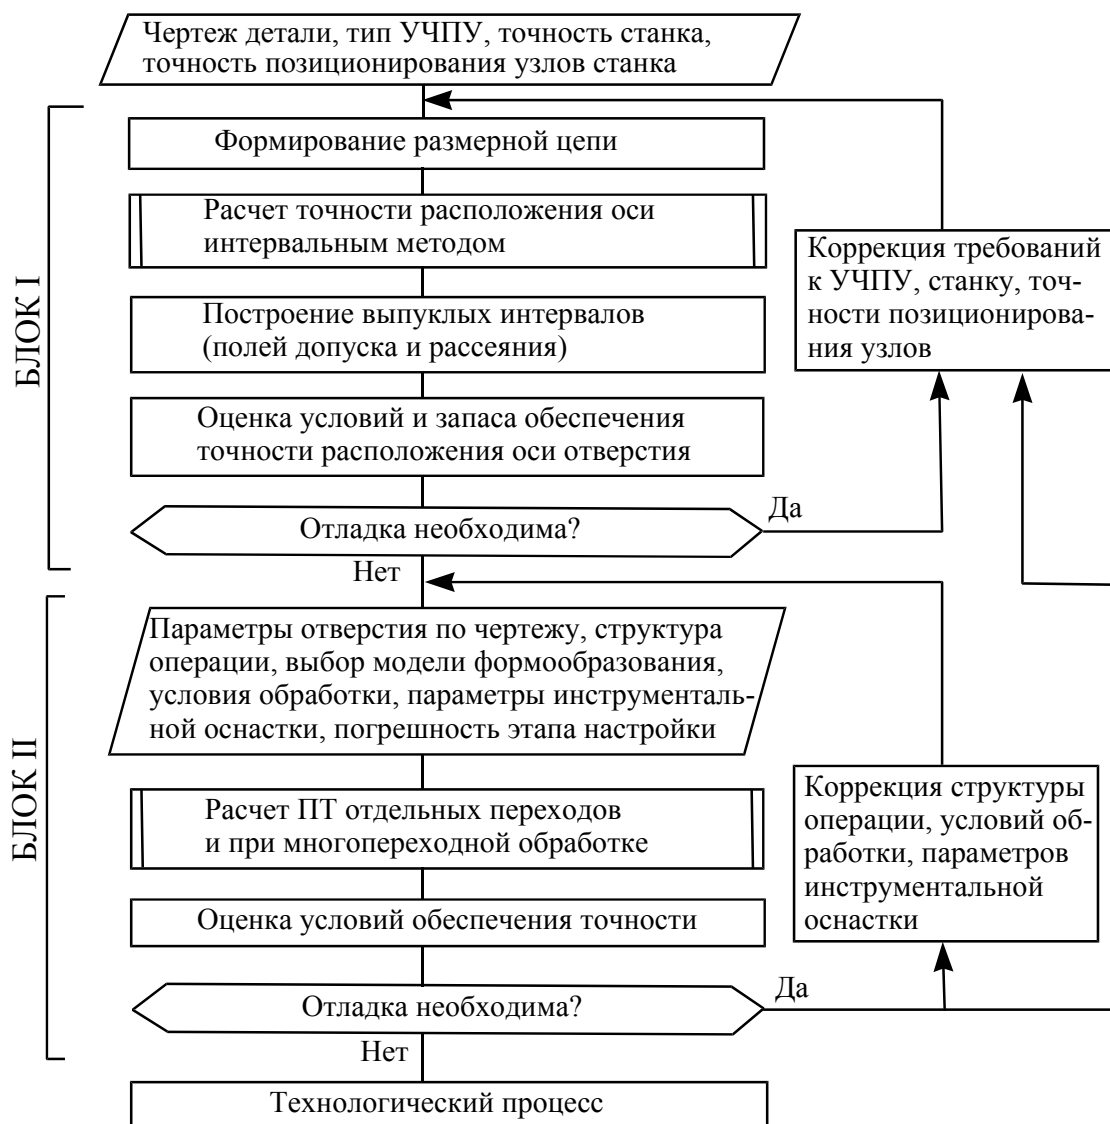 Чертеж детали, тип УЧПУ, точность станка,
точность позиционирования узлов станка
БЛОК I
Формирование размерной цепи
Расчет точности расположения оси
интервальным методом
Построение выпуклых интервалов
(полей допуска и рассеяния)
Оценка условий и запаса обеспечения
точности расположения оси отверстия
Отладка необходима?
Да
Нет
Коррекция требований
к УЧПУ, станку, точ-
ности позиционирова-
ния узлов
БЛОК II
Параметры отверстия по чертежу, структура
операции, выбор модели формообразования,
условия обработки, параметры инструменталь-
ной оснастки, погрешность этапа настройки
Расчет ПТ отдельных переходов
и при многопереходной обработке
Оценка условий обеспечения точности
Отладка необходима?
Да
Нет
Коррекция структуры
операции, условий об-
работки, параметров
инструментальной
оснастки
Технологический процесс